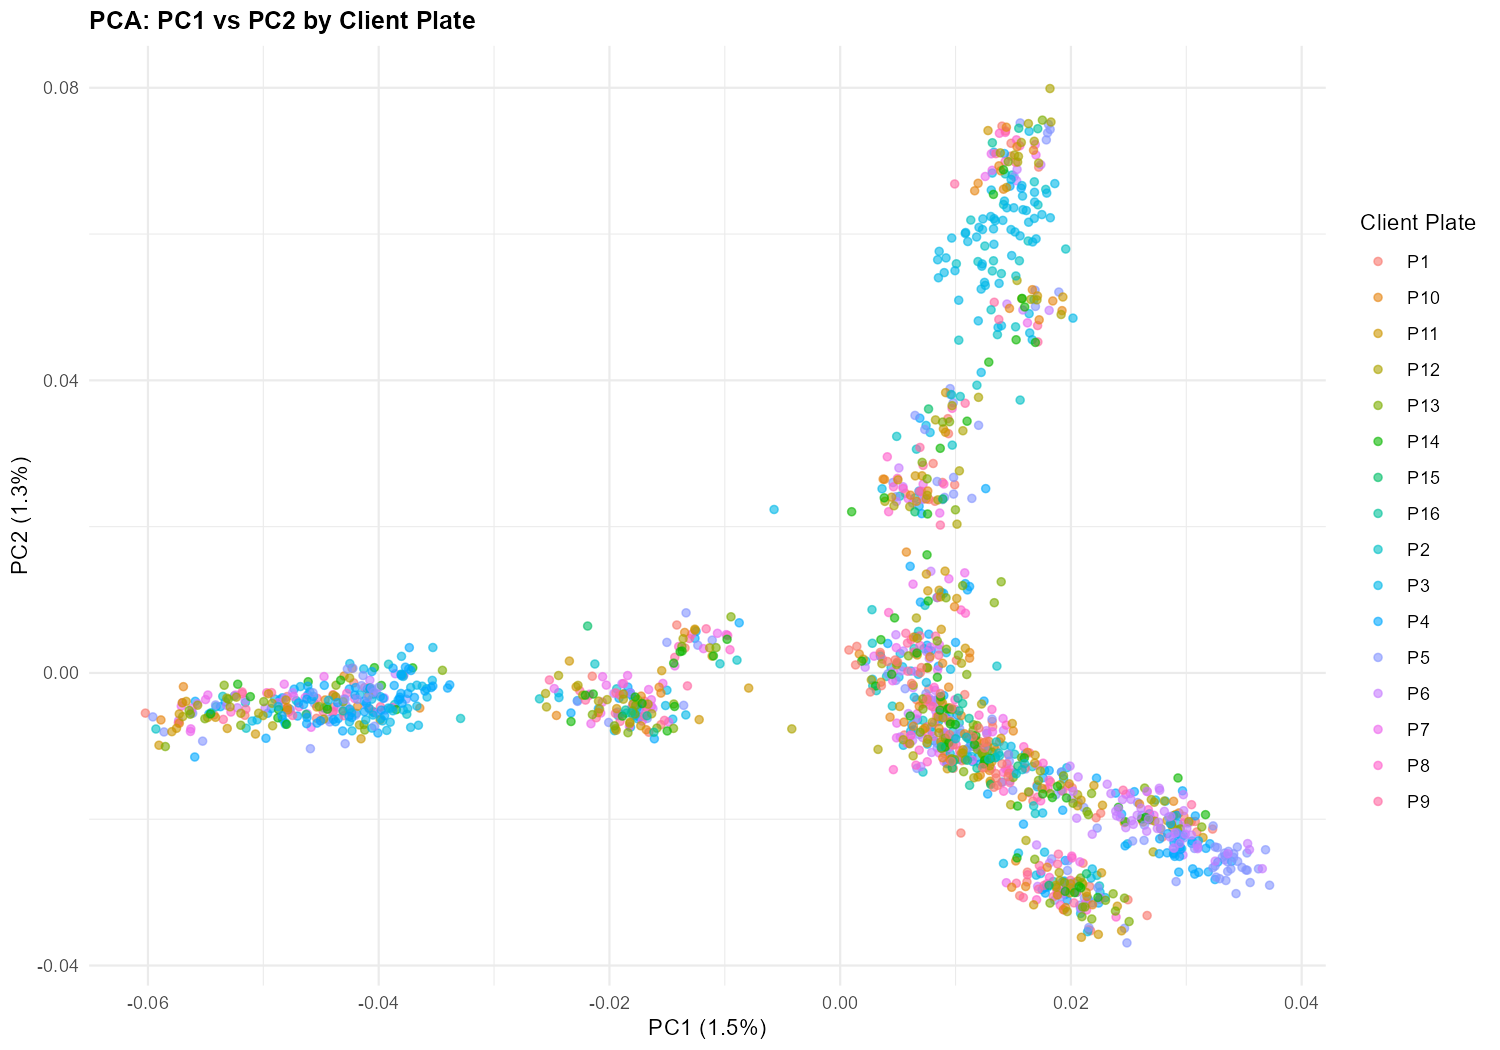 PCA: PC1 vs PC2 by Client Plate
0.08
0.04
0.00
-0.04
PC2 (1.3%)
-0.06
-0.04
-0.02
0.00
0.02
0.04
PC1 (1.5%)
Client Plate
P1
P10
P11
P12
P13
P14
P15
P16
P2
P3
P4
P5
P6
P7
P8
P9